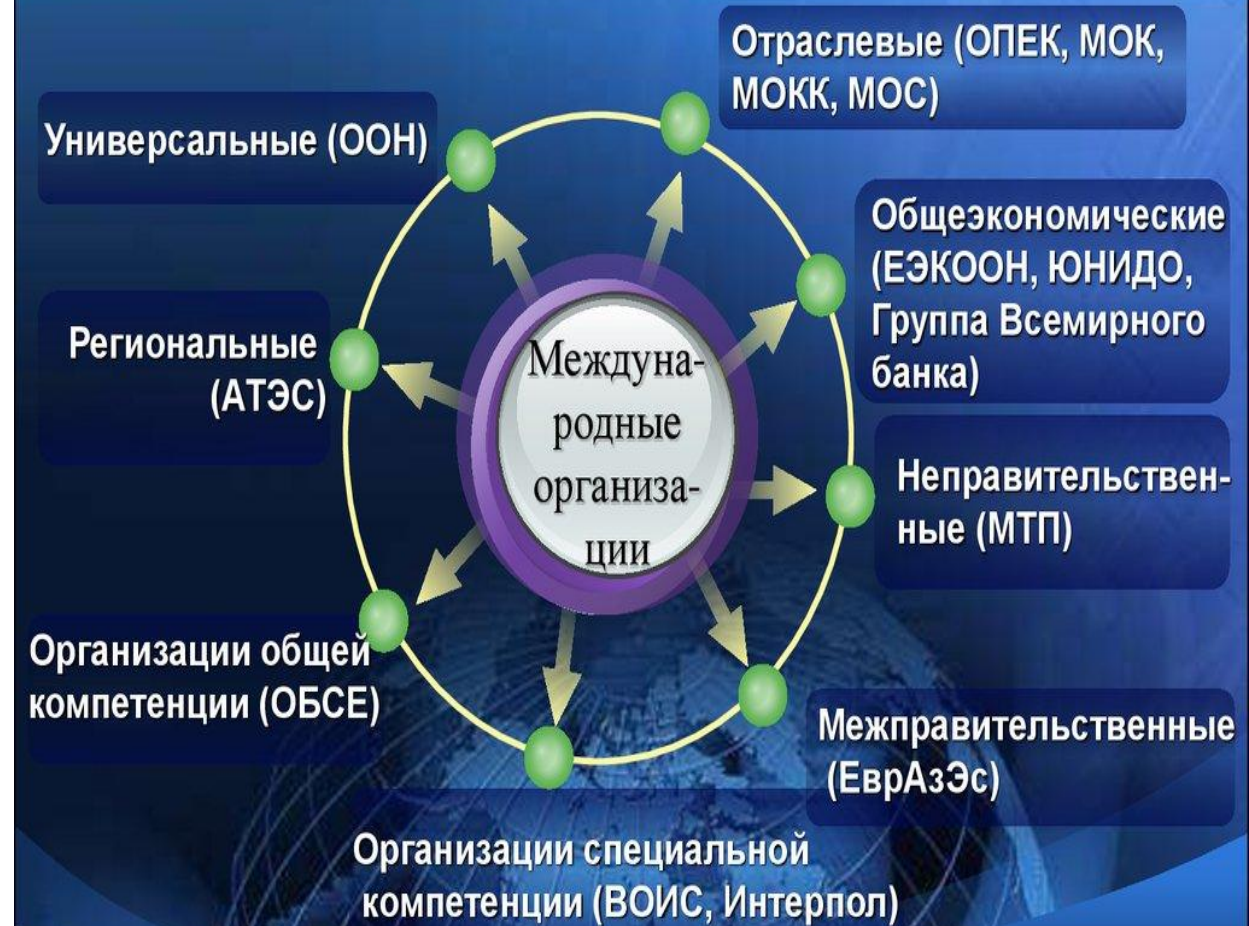 Отраслевые (ОПЕК, МОК,
МОКК, МОС)
Универсальные (ООН)
Общеэкономические
(ЕЭКООН, ЮНИДО,
Группа Всемирного
банка)
Региональные
(АТЭС)
Междуна-
родные
организа-
ции
Неправительствен-
ные (МТП)
Организации общей
компетенции (ОБСЕ)
Межправительственные
(ЕврАзЭс)
Организации специальной
компетенции (ВОИС, Интерпол)